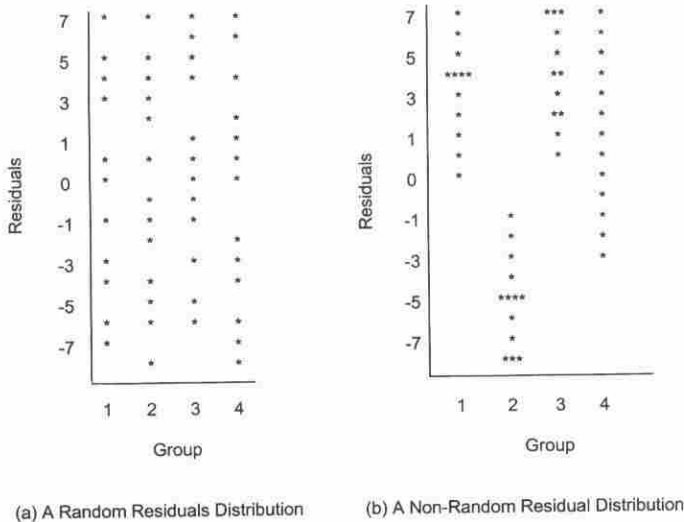 7
5
3
1
0
-1
-3
-5
-7
Residuals
1 2 3 4
Group
(a) A Random Residuals Distribution
7
5
4
3
1
0
-1
-3
-5
-7
Residuals
1 2 3 4
Group
(b) A Non-Random Residual Distribution